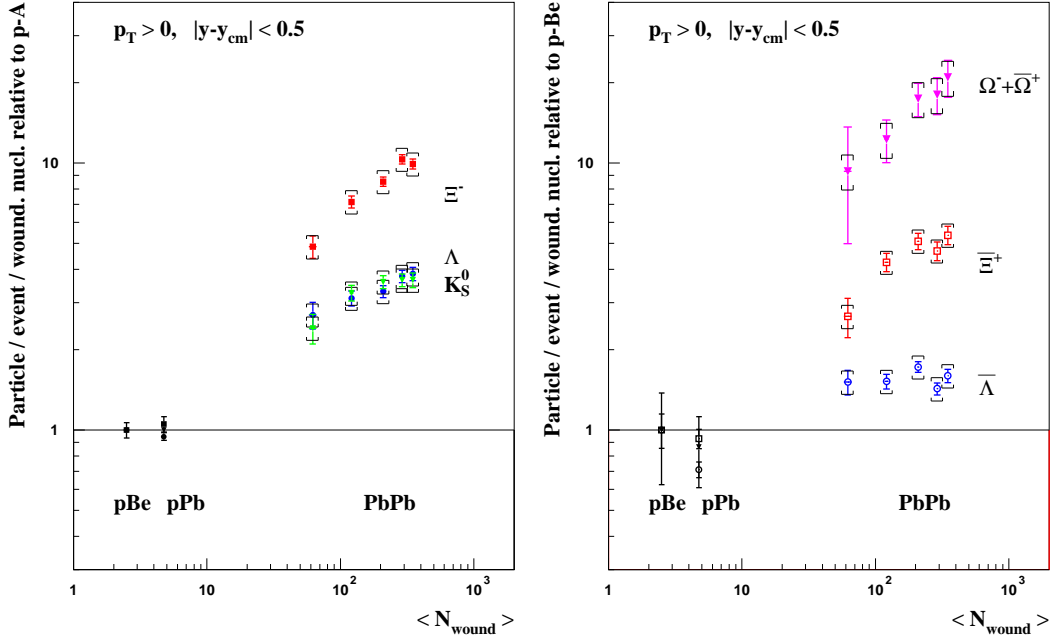 Particle / event / wound. nucl. relative to p-A
p_T > 0, |y-y_cm| < 0.5
10
1
Ξ⁻
Λ
K⁰_S
pBe pPb PbPb
1 10 10² 10³
< N_wound >
Particle / event / wound. nucl. relative to p-Be
p_T > 0, |y-y_cm| < 0.5
10
1
Ω⁻+Ω̅⁺
Ξ̅⁺
Λ̅
pBe pPb PbPb
1 10 10² 10³
< N_wound >